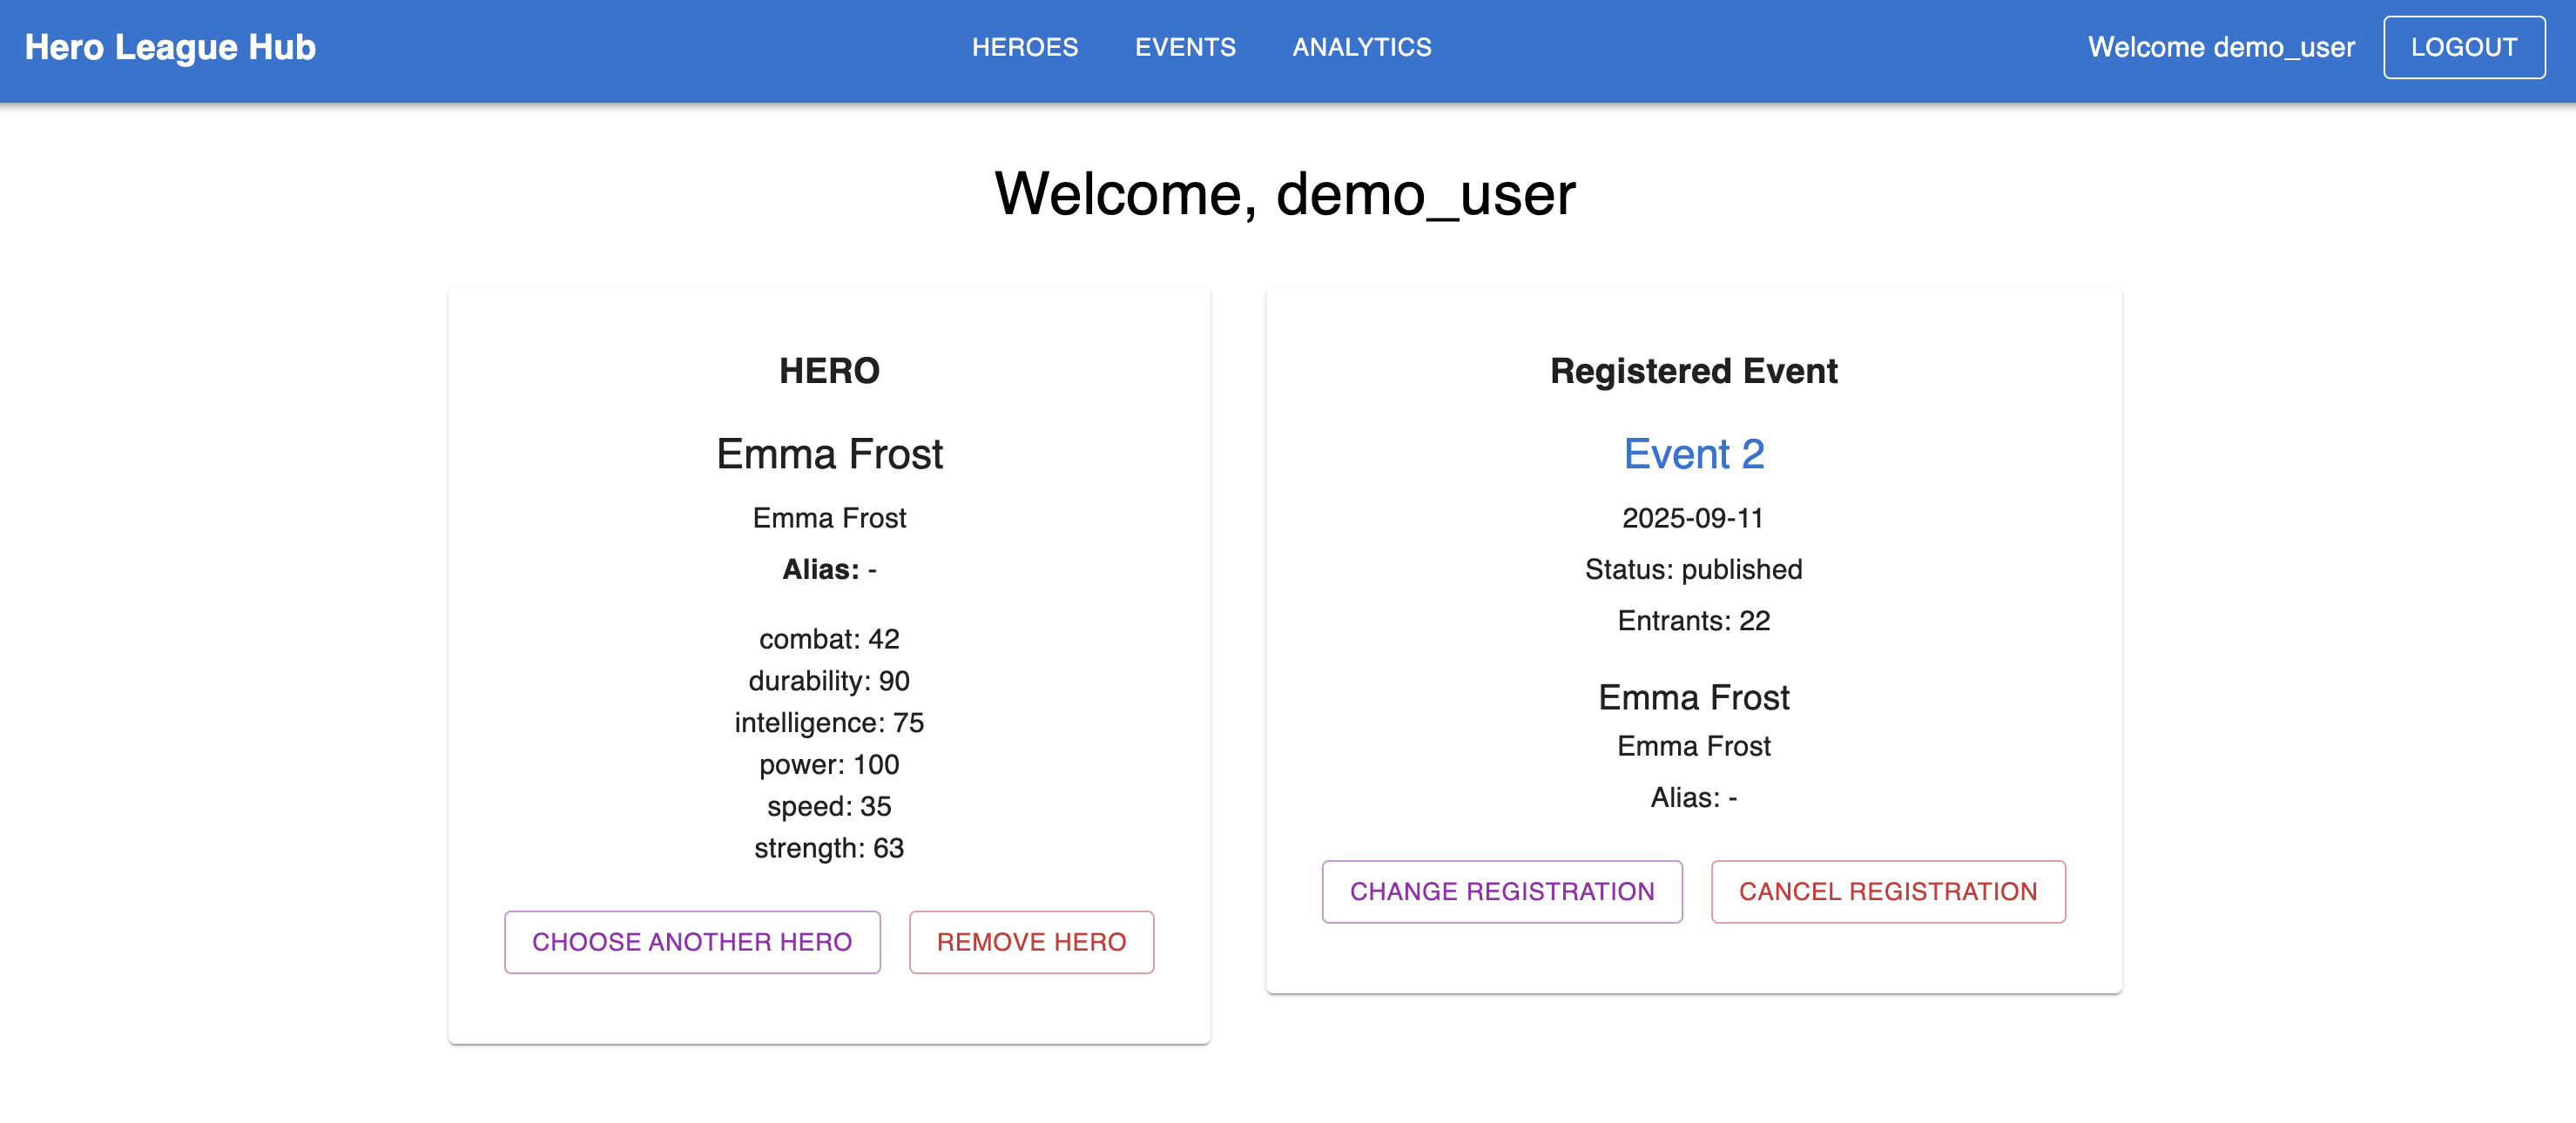 Hero League Hub
HEROES
EVENTS
ANALYTICS
Welcome demo_user
LOGOUT
Welcome, demo_user
HERO
Emma Frost
Emma Frost
Alias: -
combat: 42
durability: 90
intelligence: 75
power: 100
speed: 35
strength: 63
CHOOSE ANOTHER HERO
REMOVE HERO
Registered Event
Event 2
2025-09-11
Status: published
Entrants: 22
Emma Frost
Emma Frost
Alias: -
CHANGE REGISTRATION
CANCEL REGISTRATION